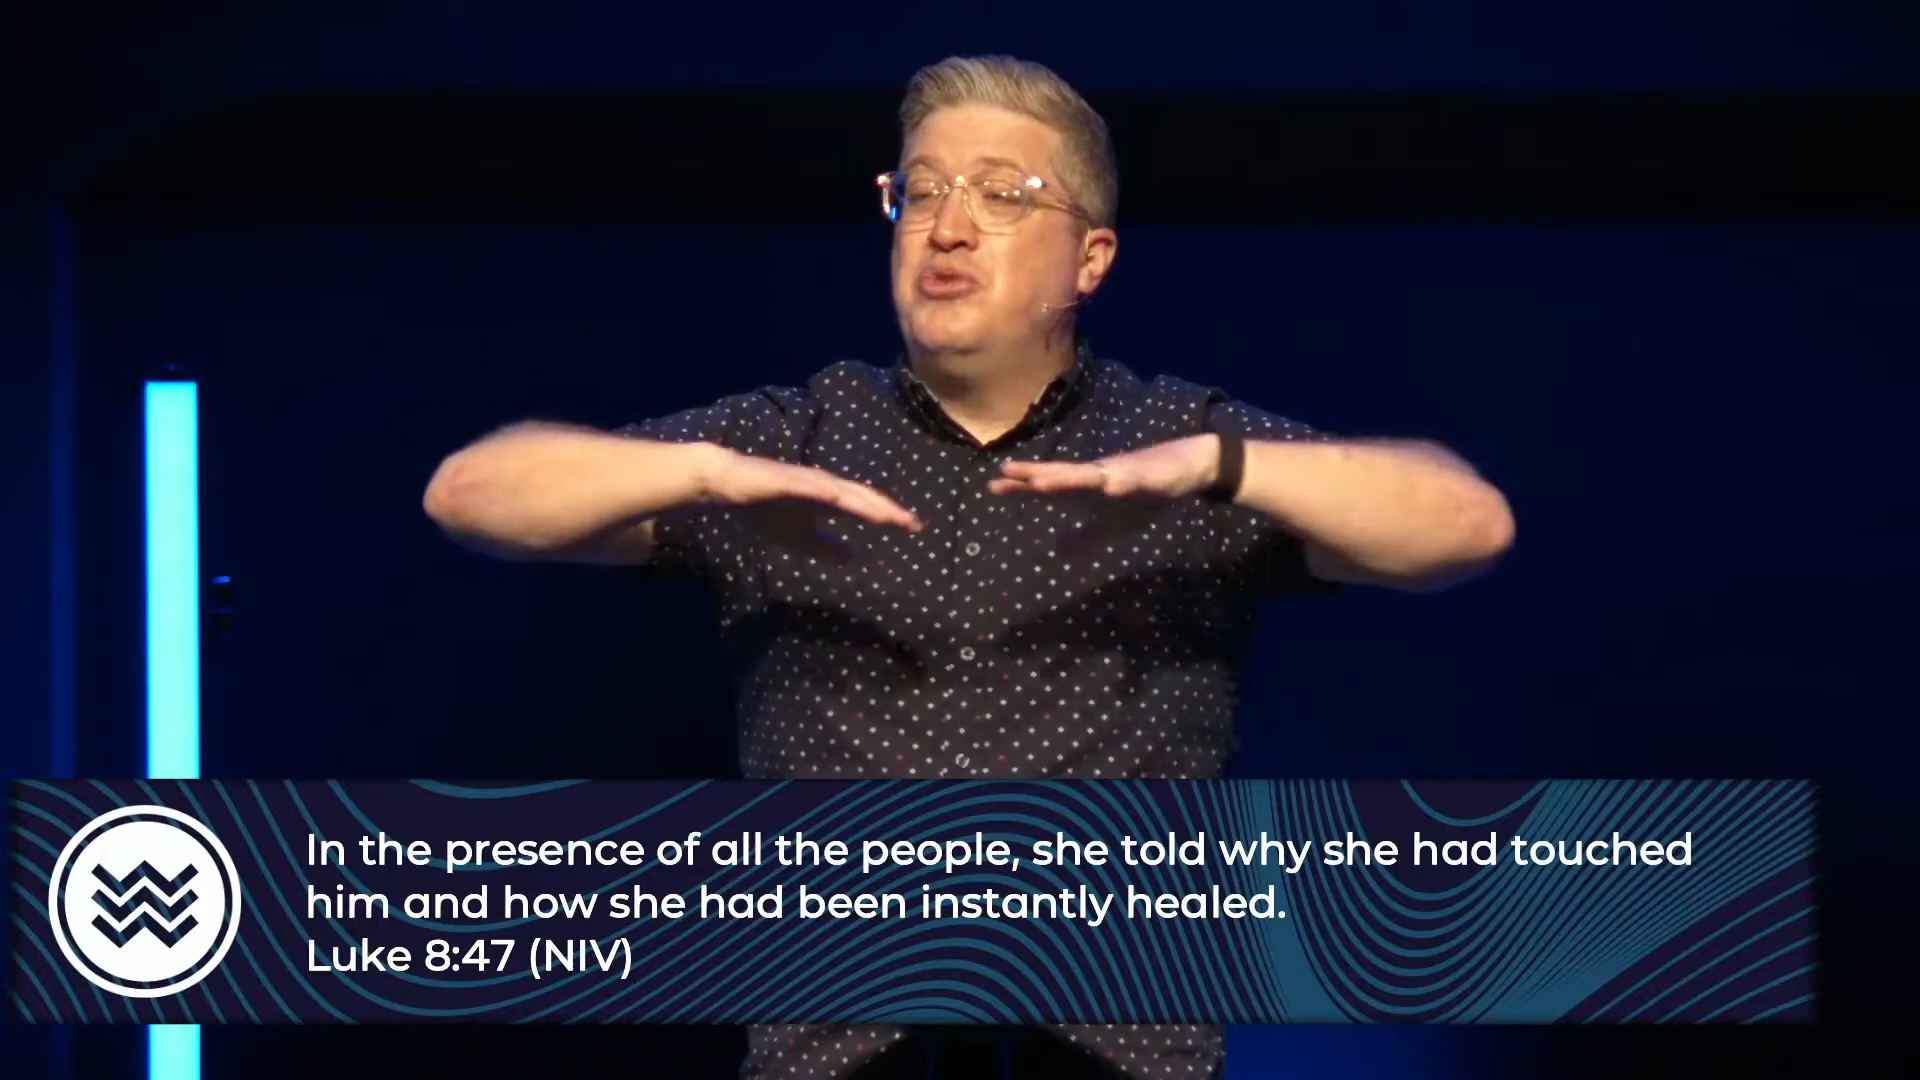 In the presence of all the people, she told why she had touched
him and how she had been instantly healed.
Luke 8:47 (NIV)